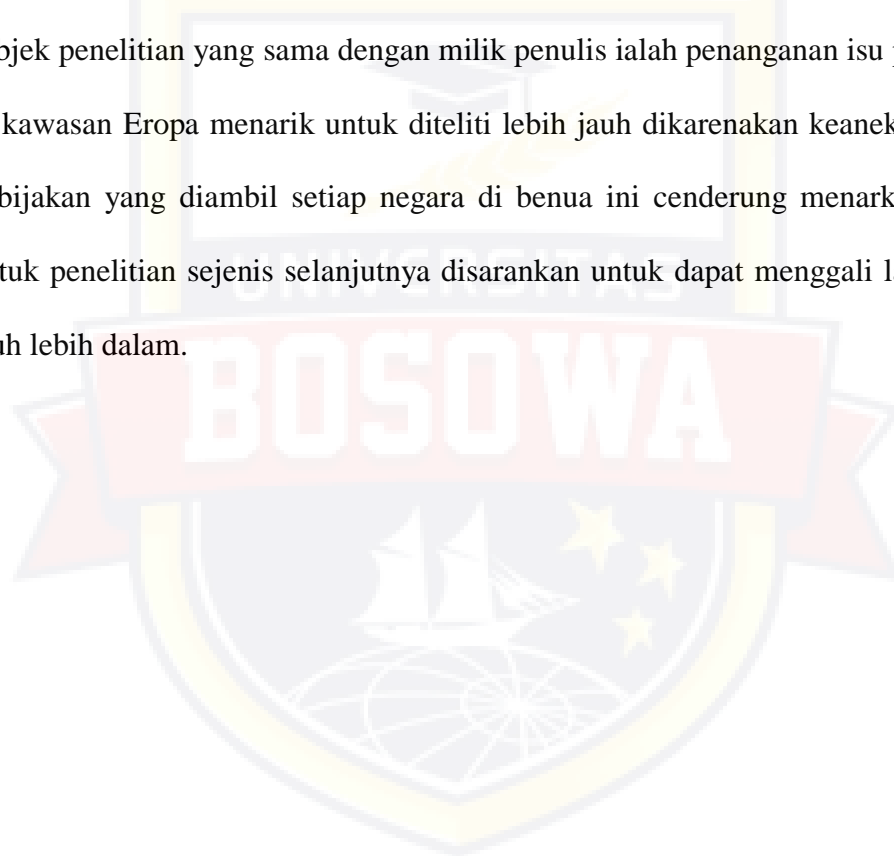 bjek penelitian yang sama dengan milik penulis ialah penanganan isu
kawasan Eropa menarik untuk diteliti lebih jauh dikarenakan keanek
bijakan yang diambil setiap negara di benua ini cenderung menark
tuk penelitian sejenis selanjutnya disarankan untuk dapat menggali la
uh lebih dalam.
UNIVERSITAS
BOSOWA